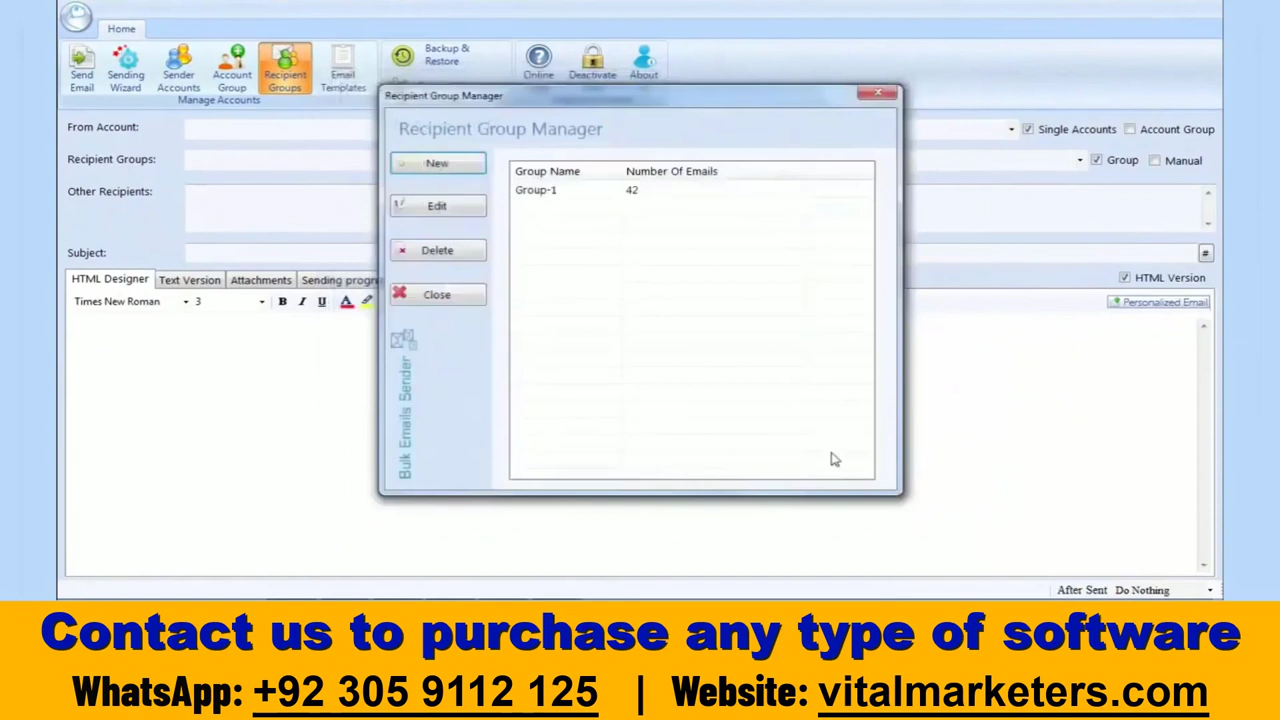 Home
Send Email
Sending Wizard
Sender Accounts
Account Group
Recipient Groups
Email Templates
Manage Accounts
Backup & Restore
Online
Deactivate
About
Recipient Group Manager
Recipient Group Manager
New
Edit
Delete
Close
Bulk Emails Sender
Group Name Number Of Emails
Group-1 42
From Account:
Single Accounts Account Group
Recipient Groups:
Group Manual
Other Recipients:
Subject:
#
HTML Designer Text Version Attachments Sending progre
HTML Version
Times New Roman 3 B I U A
Personalized Email
After Sent Do Nothing
Contact us to purchase any type of software
WhatsApp: +92 305 9112 125 | Website: vitalmarketers.com